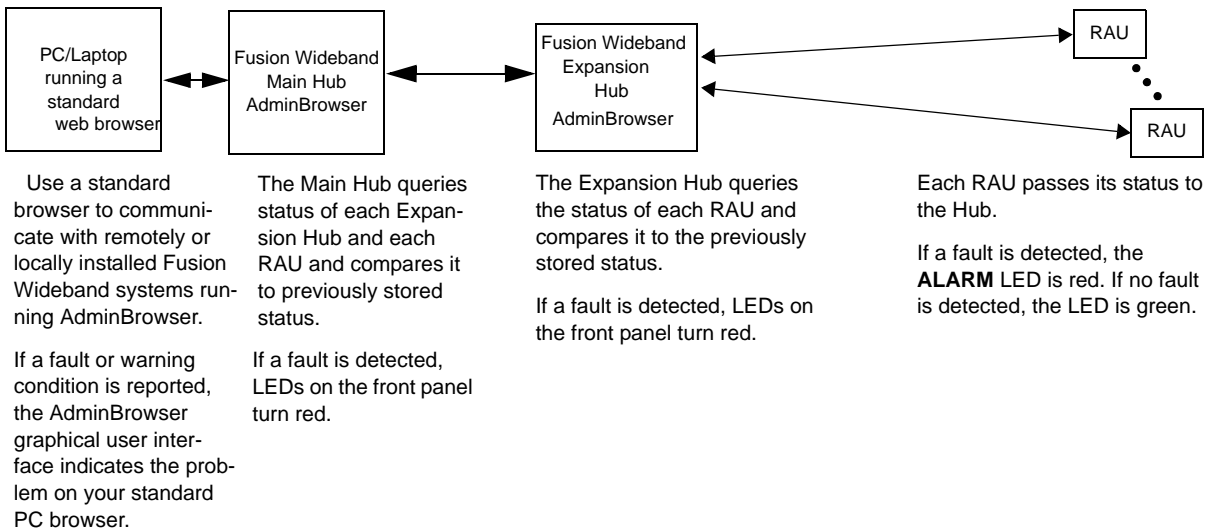 PC/Laptop
running a
standard
web browser
Fusion Wideband
Main Hub
AdminBrowser
Fusion Wideband
Expansion
Hub
AdminBrowser
RAU
RAU
Use a standard
browser to communi-
cate with remotely or
locally installed Fusion
Wideband systems run-
ning AdminBrowser.
If a fault or warning
condition is reported,
the AdminBrowser
graphical user inter-
face indicates the prob-
lem on your standard
PC browser.
The Main Hub queries
status of each Expan-
sion Hub and each
RAU and compares it
to previously stored
status.
If a fault is detected,
LEDs on the front panel
turn red.
The Expansion Hub queries
the status of each RAU and
compares it to the previously
stored status.
If a fault is detected, LEDs on
the front panel turn red.
Each RAU passes its status to
the Hub.
If a fault is detected, the
ALARM LED is red. If no fault
is detected, the LED is green.